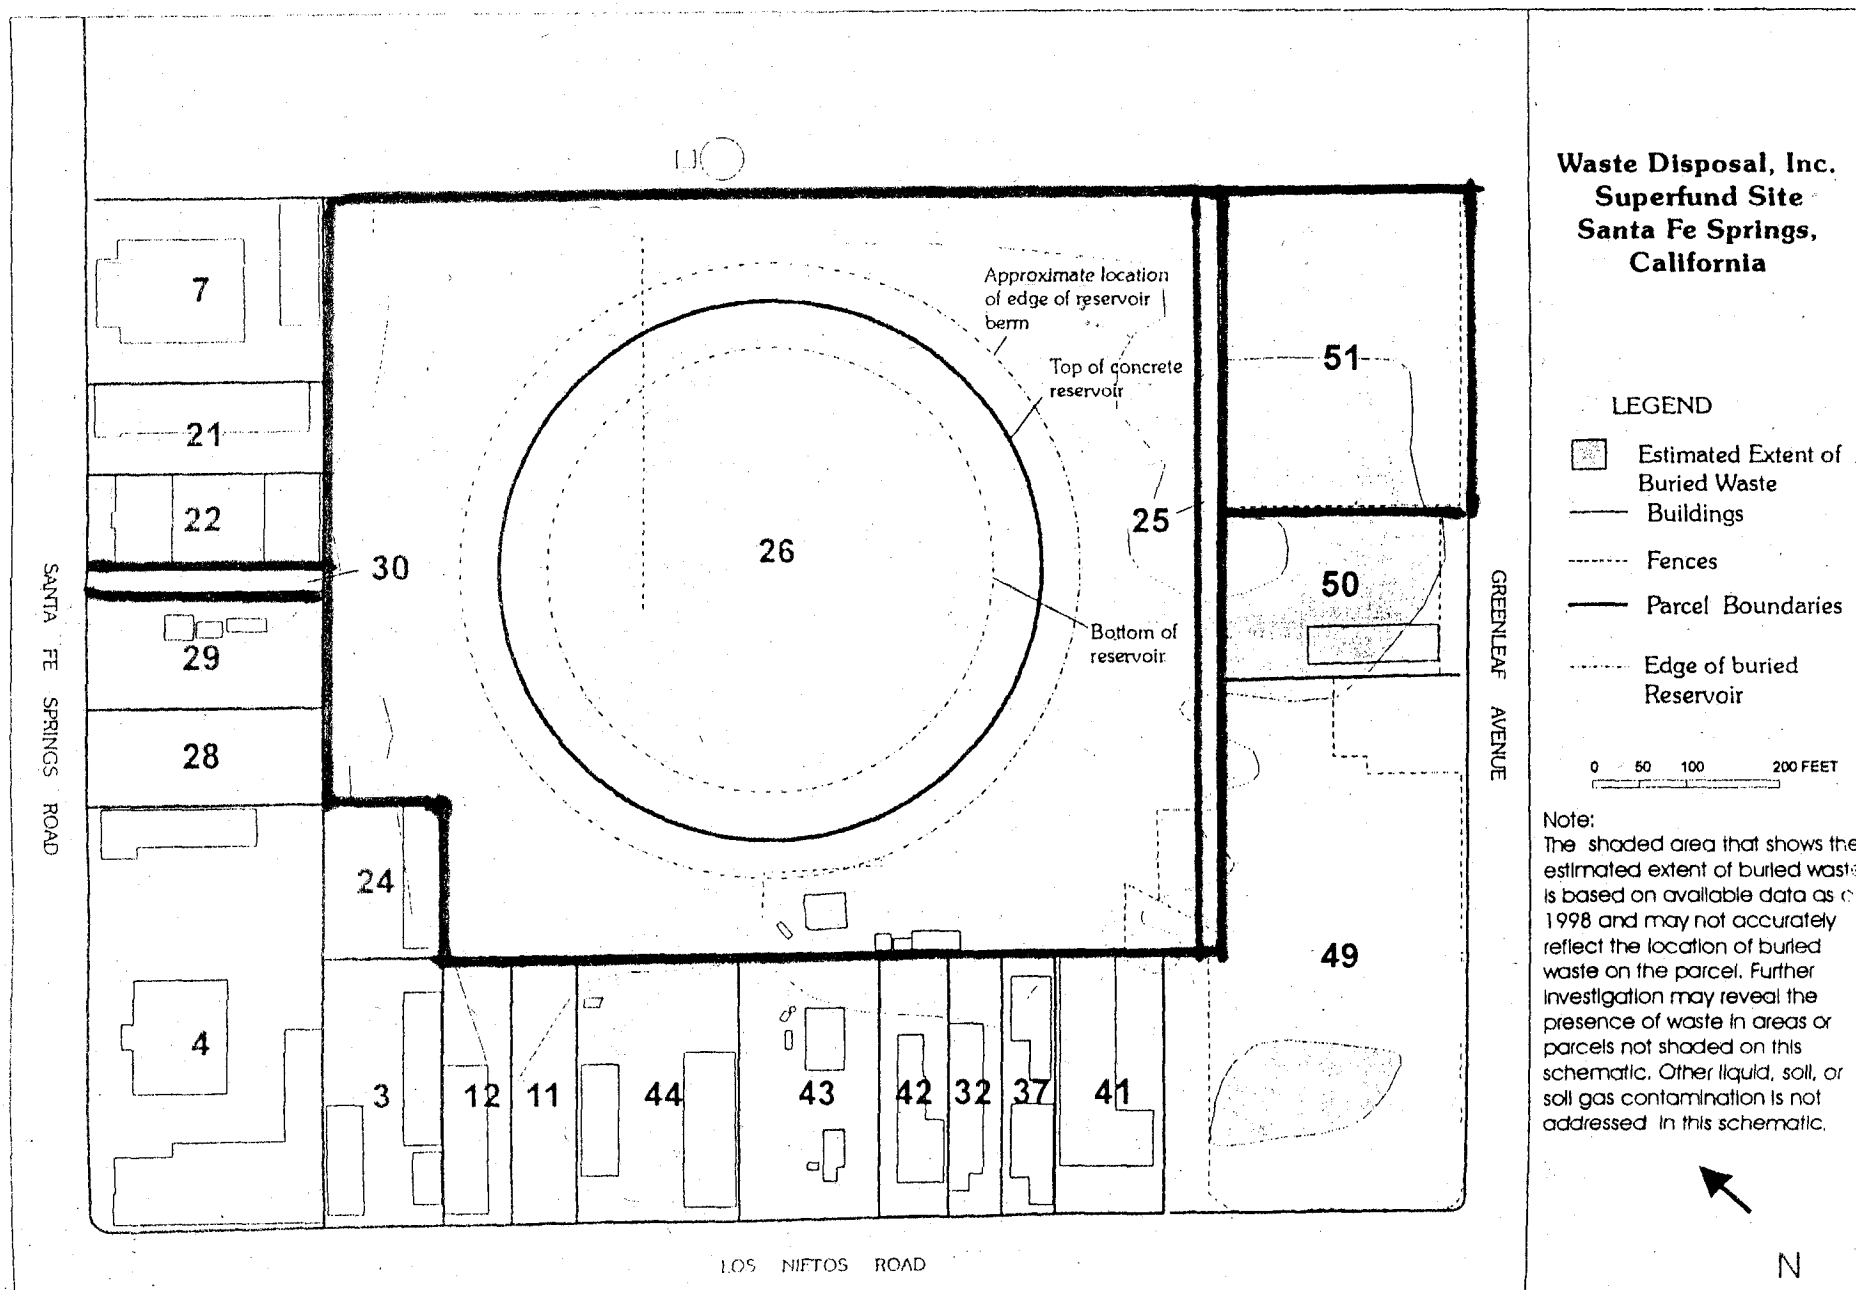 Waste Disposal, Inc.
Superfund Site
Santa Fe Springs,
California
LEGEND
Estimated Extent of
Buried Waste
Buildings
Fences
Parcel Boundaries
Edge of buried
Reservoir
0 50 100 200 FEET
Note:
The shaded area that shows the
estimated extent of buried waste
is based on available data as
1998 and may not accurately
reflect the location of buried
waste on the parcel. Further
investigation may reveal the
presence of waste in areas or
parcels not shaded on this
schematic. Other liquid, soil, or
soil gas contamination is not
addressed in this schematic.
N
Approximate location
of edge of reservoir
berm
Top of concrete
reservoir
Bottom of
reservoir
7
21
22
30
29
28
24
4
3
12
11
44
43
42
32
37
41
26
25
51
50
49
SANTA FE SPRINGS ROAD
GREENLEAF AVENUE
LOS NIETOS ROAD